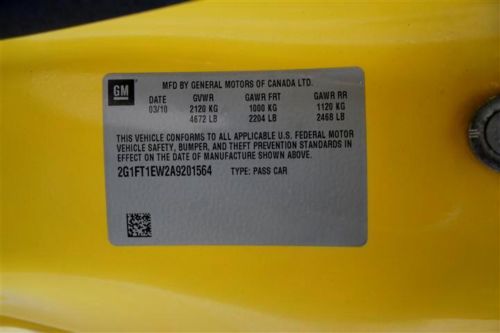 GM
MFD BY GENERAL MOTORS OF CANADA LTD.
DATE GVWR GAWR FRT GAWR RR
03/10 2120 KG 1000 KG 1120 KG
4672 LB 2204 LB 2468 LB
THIS VEHICLE CONFORMS TO ALL APPLICABLE U.S. FEDERAL MOTOR
VEHICLE SAFETY, BUMPER, AND THEFT PREVENTION STANDARDS IN
EFFECT ON THE DATE OF MANUFACTURE SHOWN ABOVE.
2G1FT1EW2A9201564 TYPE: PASS CAR